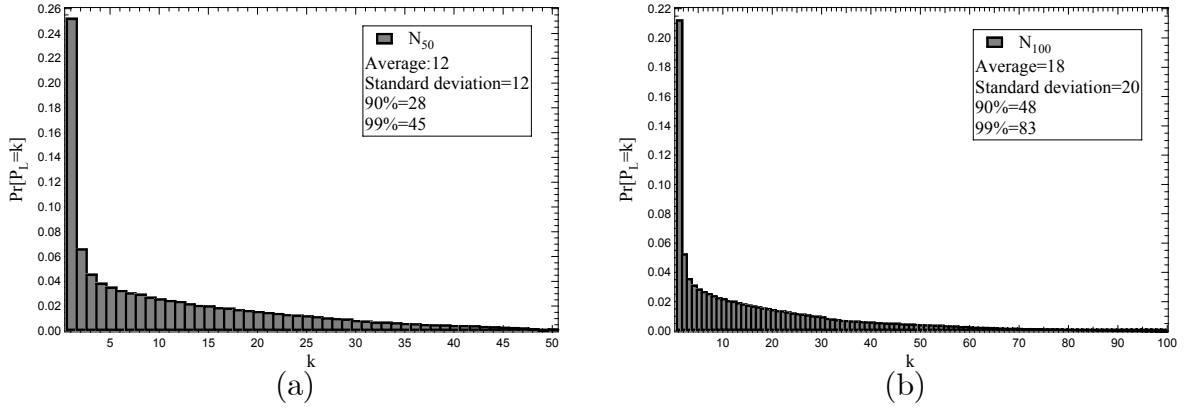 0.26
0.24
0.22
0.20
0.18
0.16
0.14
0.12
0.10
0.08
0.06
0.04
0.02
0.00
Pr[P_L=k]
N_50
Average:12
Standard deviation=12
90%=28
99%=45
5 10 15 20 25 30 35 40 45 50
k
(a)
0.22
0.20
0.18
0.16
0.14
0.12
0.10
0.08
0.06
0.04
0.02
0.00
Pr[P_L=k]
N_100
Average=18
Standard deviation=20
90%=48
99%=83
10 20 30 40 50 60 70 80 90 100
k
(b)